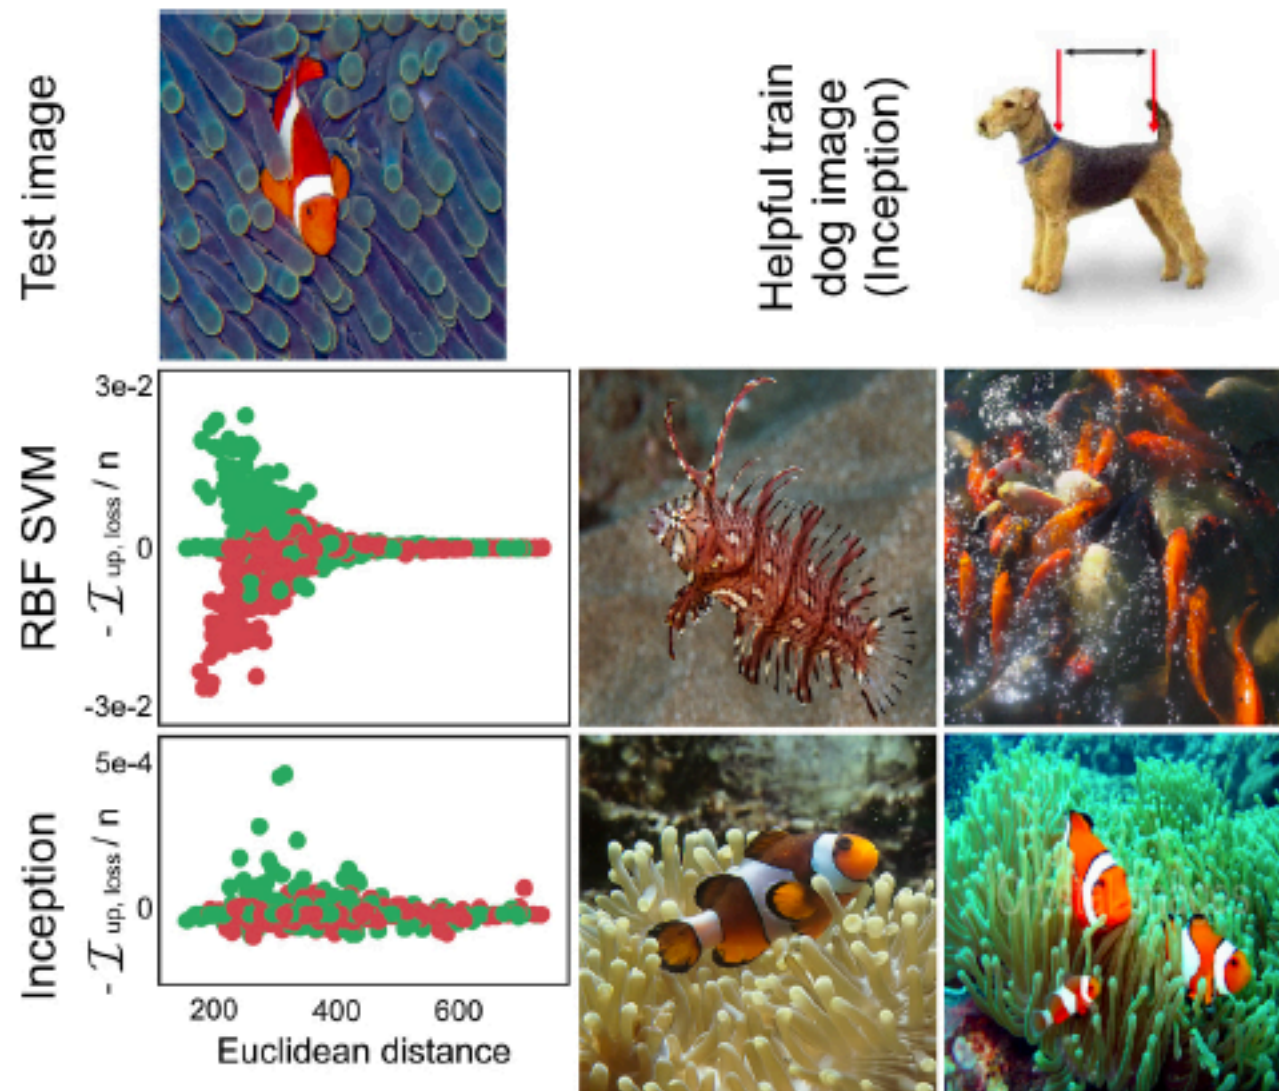 Test image
Helpful train
dog image
(Inception)
RBF SVM
- ℐ up, loss / n
3e-2
0
-3e-2
Inception
- ℐ up, loss / n
5e-4
0
200 400 600
Euclidean distance